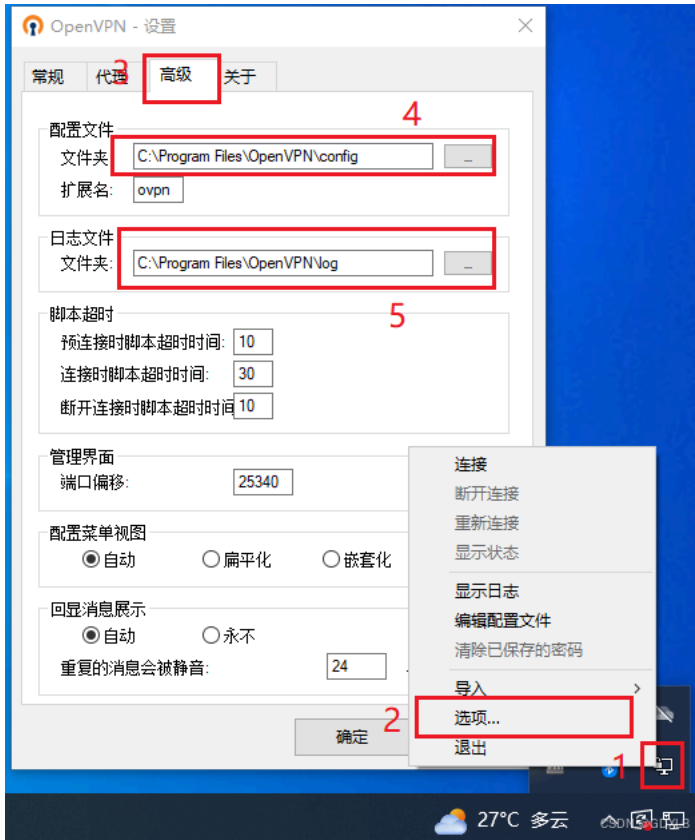 OpenVPN - 设置
常规 代理 3 高级 关于
4
配置文件
文件夹 C:\Program Files\OpenVPN\config ...
扩展名: ovpn
日志文件
文件夹: C:\Program Files\OpenVPN\log ...
5
脚本超时
预连接时脚本超时时间: 10
连接时脚本超时时间: 30
断开连接时脚本超时时间 10
管理界面
端口偏移: 25340
配置菜单视图
自动 扁平化 嵌套化
回显消息展示
自动 永不
重复的消息会被静音: 24
确定
连接
断开连接
重新连接
显示状态
显示日志
编辑配置文件
清除已保存的密码
导入
2 选项...
退出
1
27°C 多云